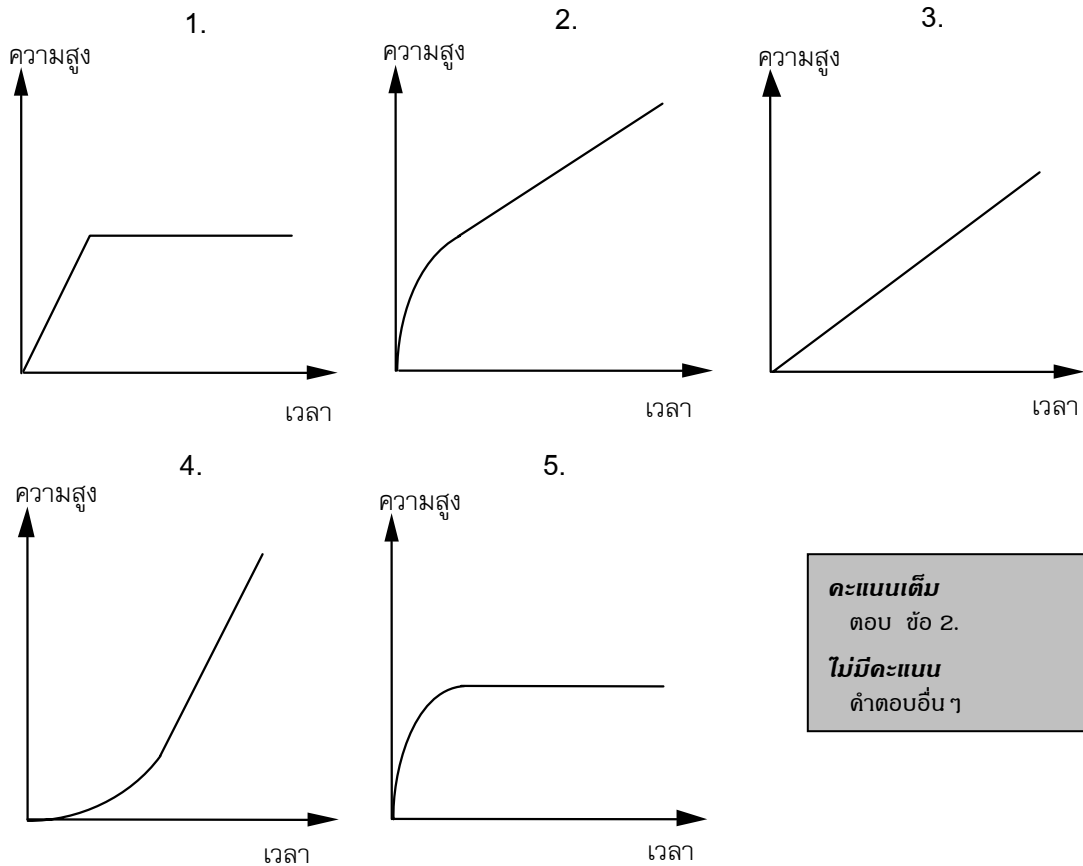 1.
ความสูง
เวลา
2.
ความสูง
เวลา
3.
ความสูง
เวลา
4.
ความสูง
เวลา
5.
ความสูง
เวลา
คะแนนเต็ม
ตอบ ข้อ 2.
ไม่มีคะแนน
คำตอบอื่น ๆ